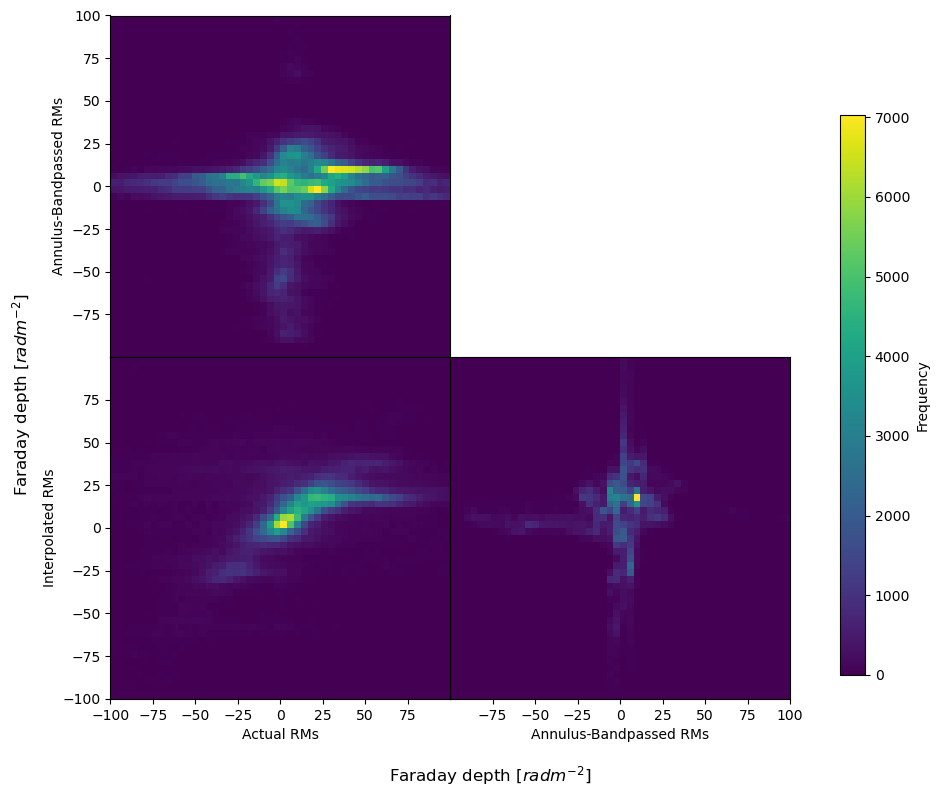 100
75
50
25
0
−25
−50
−75
Annulus-Bandpassed RMs
Faraday depth [radm⁻²]
75
50
25
0
−25
−50
−75
−100
Interpolated RMs
−100 −75 −50 −25 0 25 50 75
Actual RMs
−75 −50 −25 0 25 50 75 100
Annulus-Bandpassed RMs
Faraday depth [radm⁻²]
7000
6000
5000
4000
3000
2000
1000
0
Frequency